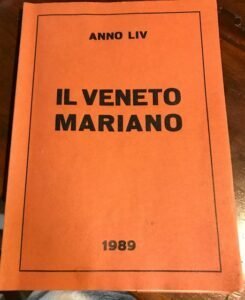 ANNO LIV
IL VENETO
MARIANO
1989